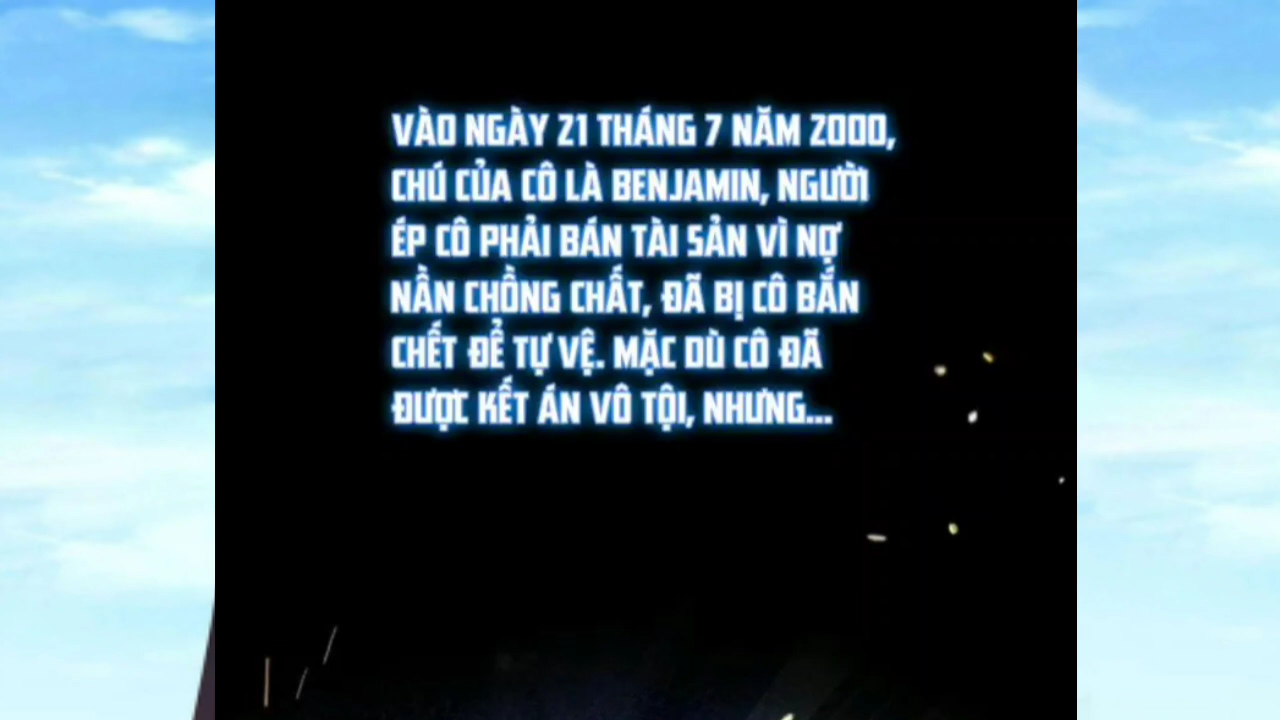 VÀO NGÀY 21 THÁNG 7 NĂM 2000,
CHÚ CỦA CÔ LÀ BENJAMIN, NGƯỜI
ÉP CÔ PHẢI BÁN TÀI SẢN VÌ NỢ
NẦN CHỒNG CHẤT, ĐÃ BỊ CÔ BẮN
CHẾT ĐỂ TỰ VỆ. MẶC DÙ CÔ ĐÃ
ĐƯỢC KẾT ÁN VÔ TỘI, NHƯNG...